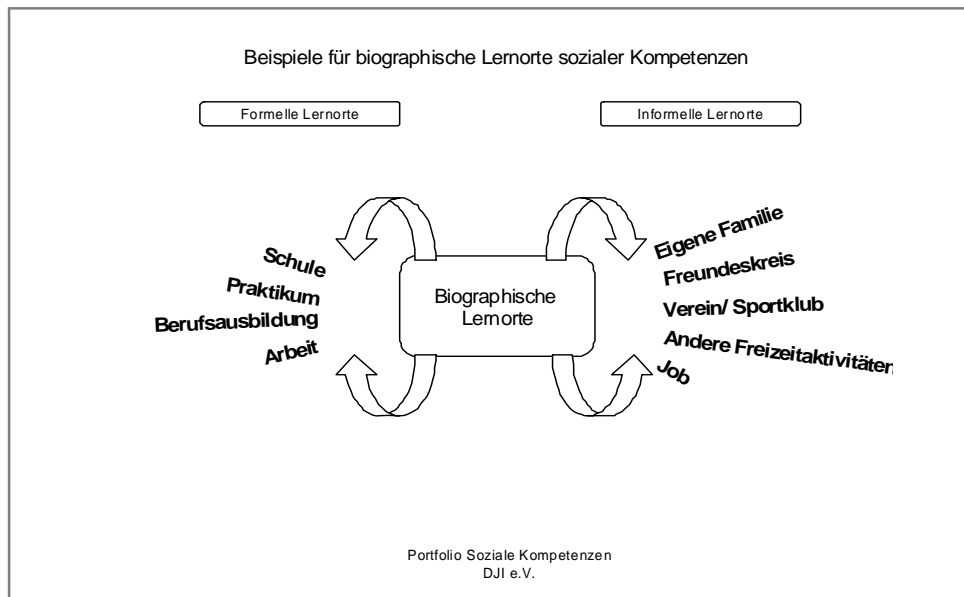 Beispiele für biographische Lernorte sozialer Kompetenzen
Formelle Lernorte
Informelle Lernorte
Schule
Praktikum
Berufsausbildung
Arbeit
Biographische
Lernorte
Eigene Familie
Freundeskreis
Verein/ Sportklub
Andere Freizeitaktivitäten
Job
Portfolio Soziale Kompetenzen
DJI e.V.